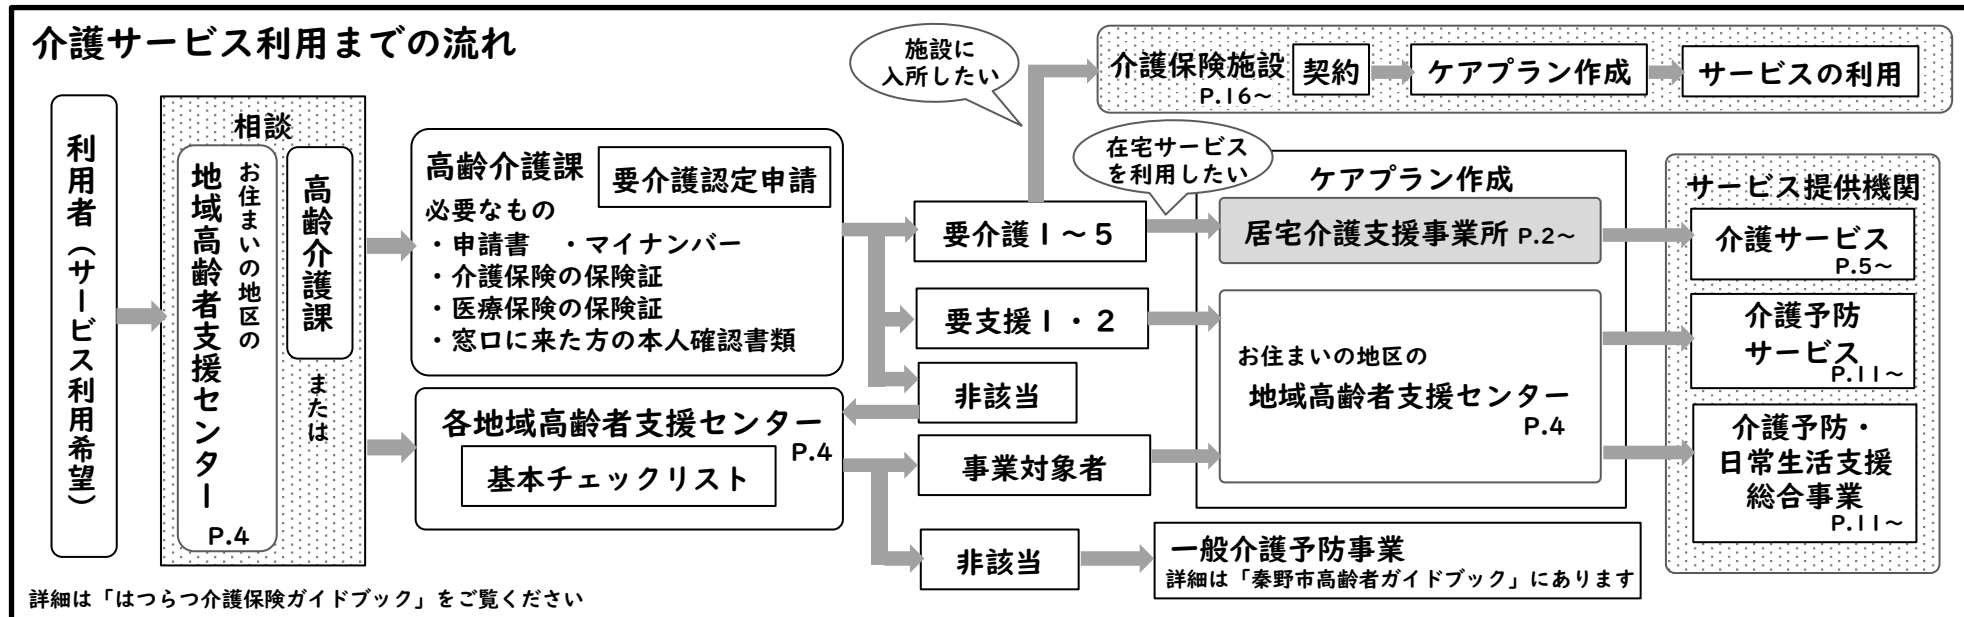 介護サービス利用までの流れ
利用者（サービス利用希望）
相談
お住まいの地区の
地域高齢者支援センター
P.4
または
高齢介護課
高齢介護課
要介護認定申請
必要なもの
・申請書　・マイナンバー
・介護保険の保険証
・医療保険の保険証
・窓口に来た方の本人確認書類
各地域高齢者支援センター
P.4
基本チェックリスト
要介護１～５
要支援１・２
非該当
事業対象者
非該当
施設に
入所したい
介護保険施設
P.16～
契約
ケアプラン作成
サービスの利用
在宅サービス
を利用したい
ケアプラン作成
居宅介護支援事業所 P.2～
お住まいの地区の
地域高齢者支援センター
P.4
一般介護予防事業
詳細は「秦野市高齢者ガイドブック」にあります
サービス提供機関
介護サービス
P.5～
介護予防
サービス
P.11～
介護予防・
日常生活支援
総合事業
P.11～
詳細は「はつらつ介護保険ガイドブック」をご覧ください